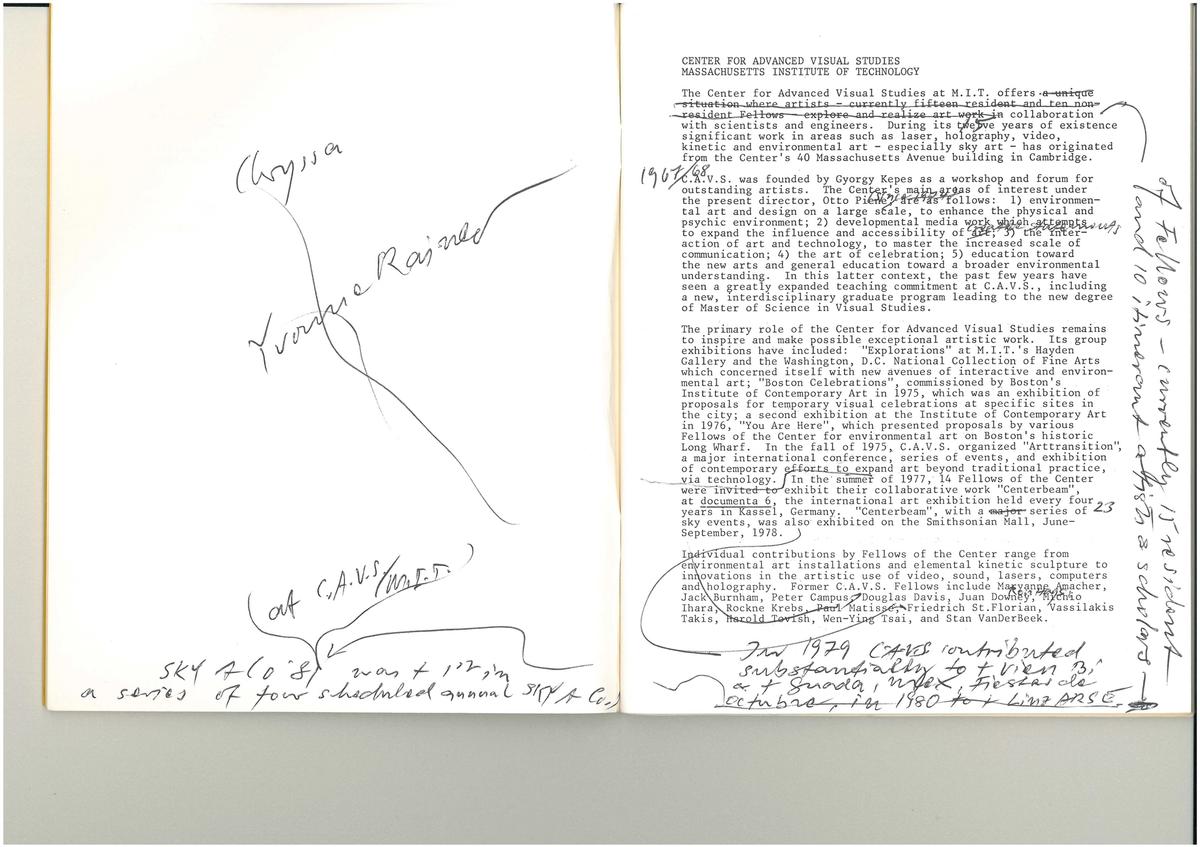 Chryssa
Yvonne Rainer
(at C.A.V.S./M.I.T.)
SKY A Co '81 was + 1st in
a series of four scheduled annual SKY A Co.
CENTER FOR ADVANCED VISUAL STUDIES
MASSACHUSETTS INSTITUTE OF TECHNOLOGY
The Center for Advanced Visual Studies at M.I.T. offers a unique
situation where artists - currently fifteen resident and ten non-
resident Fellows - explore and realize art work in collaboration
with scientists and engineers. During its twelve years of existence
significant work in areas such as laser, holography, video,
kinetic and environmental art - especially sky art - has originated
from the Center's 40 Massachusetts Avenue building in Cambridge.
1967/68
C.A.V.S. was founded by Gyorgy Kepes as a workshop and forum for
outstanding artists. The Center's main areas of interest under
the present director, Otto Piene, are as follows: 1) environmen-
tal art and design on a large scale, to enhance the physical and
psychic environment; 2) developmental media work which attempts
to expand the influence and accessibility of art; 3) the inter-
action of art and technology, to master the increased scale of
communication; 4) the art of celebration; 5) education toward
the new arts and general education toward a broader environmental
understanding. In this latter context, the past few years have
seen a greatly expanded teaching commitment at C.A.V.S., including
a new, interdisciplinary graduate program leading to the new degree
of Master of Science in Visual Studies.
The primary role of the Center for Advanced Visual Studies remains
to inspire and make possible exceptional artistic work. Its group
exhibitions have included: "Explorations" at M.I.T.'s Hayden
Gallery and the Washington, D.C. National Collection of Fine Arts
which concerned itself with new avenues of interactive and environ-
mental art; "Boston Celebrations", commissioned by Boston's
Institute of Contemporary Art in 1975, which was an exhibition of
proposals for temporary visual celebrations at specific sites in
the city; a second exhibition at the Institute of Contemporary Art
in 1976, "You Are Here", which presented proposals by various
Fellows of the Center for environmental art on Boston's historic
Long Wharf. In the fall of 1975, C.A.V.S. organized "Arttransition",
a major international conference, series of events, and exhibition
of contemporary efforts to expand art beyond traditional practice,
via technology. In the summer of 1977, 14 Fellows of the Center
were invited to exhibit their collaborative work "Centerbeam",
at documenta 6, the international art exhibition held every four
years in Kassel, Germany. "Centerbeam", with a major series of 23
sky events, was also exhibited on the Smithsonian Mall, June-
September, 1978.
Individual contributions by Fellows of the Center range from
environmental art installations and elemental kinetic sculpture to
innovations in the artistic use of video, sound, lasers, computers
and holography. Former C.A.V.S. Fellows include Maryanne Amacher,
Jack Burnham, Peter Campus, Douglas Davis, Juan Downey, Michio
Ihara, Rockne Krebs, Paul Matisse, Friedrich St.Florian, Vassilakis
Takis, Harold Tovish, Wen-Ying Tsai, and Stan VanDerBeek.
In 1979 CAVS contributed
substantially to + Vien Bi
a + Guada, Mex, Fiestas de
octubre, in 1980 to + Linz ARS E.
of Fellows - currently 15 resident
and 10 itinerant artists & scholars